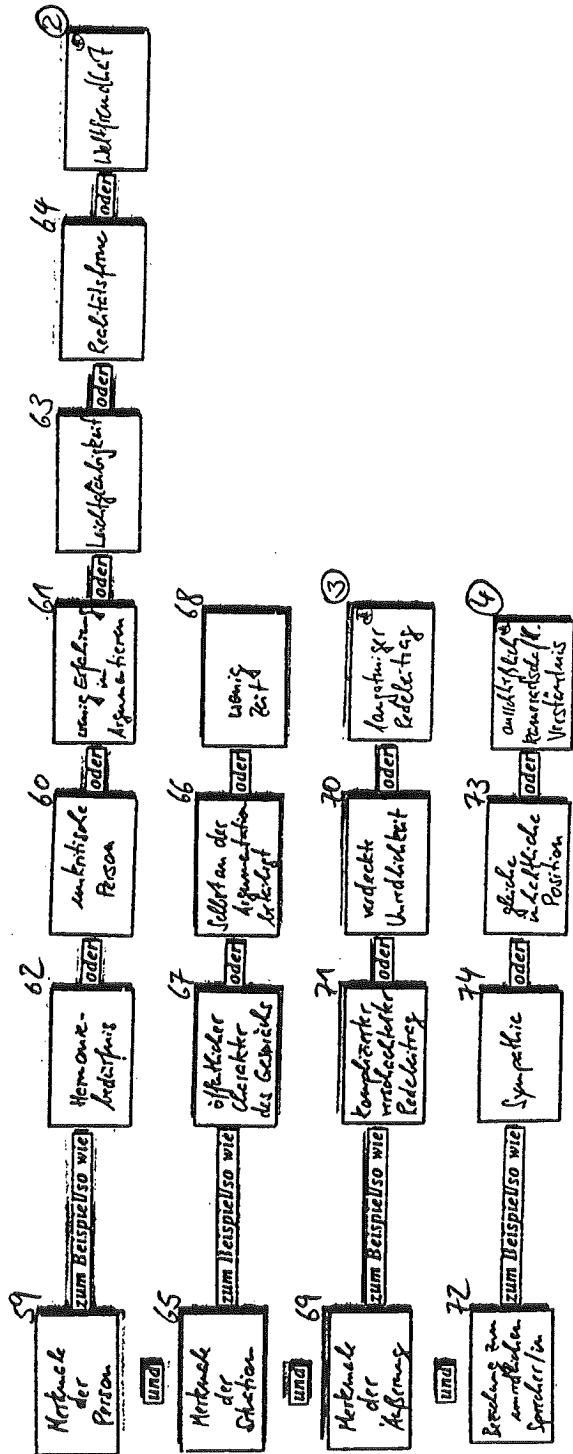 59
Merkmale
der
Person
zum Beispiel/so wie
62
Harmonie-
bedürfnis
oder
60
unkritische
Person
oder
61
wenig Erfahrung
im
Argumentieren
oder
63
Leichtgläubigkeit
oder
64
Realitätsferne
oder
2
Weltfremdheit
und
65
Merkmale
der
Situation
zum Beispiel/so wie
67
öffentlicher
Charakter
des Gesprächs
oder
66
Selbst an der
Argumentation
beteiligt
oder
68
wenig
Zeit
und
69
Merkmale
der
Äußerung
zum Beispiel/so wie
71
komplizierter
verschachtelter
Redebeitrag
oder
70
verdeckte
Unredlichkeit
oder
3
langatmiger
Redebeitrag
und
72
Beziehung zum
unredlichen
Sprecher/in
zum Beispiel/so wie
74
Sympathie
oder
73
gleiche
inhaltliche
Position
oder
4
kameradschaftl.
Verständnis